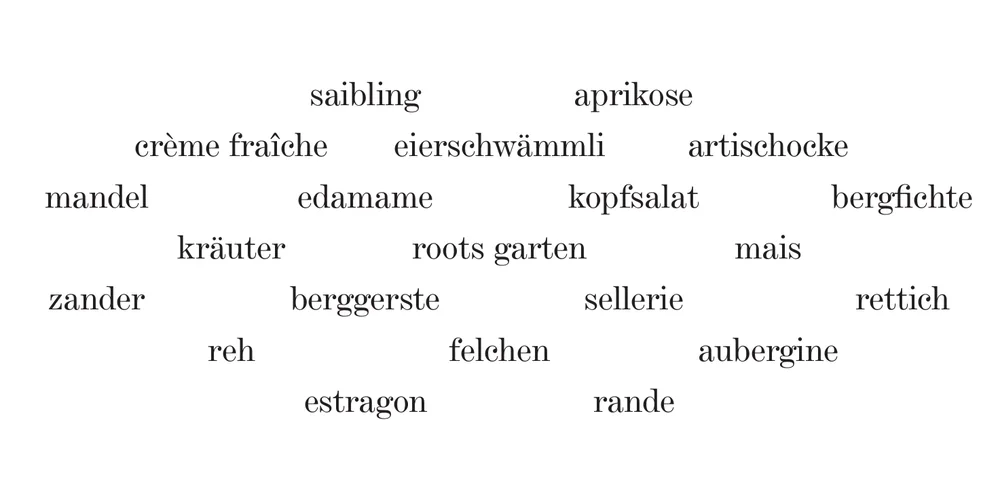 saibling aprikose
crème fraîche eierschwämmli artischocke
mandel edamame kopfsalat bergfichte
kräuter roots garten mais
zander berggerste sellerie rettich
reh felchen aubergine
estragon rande